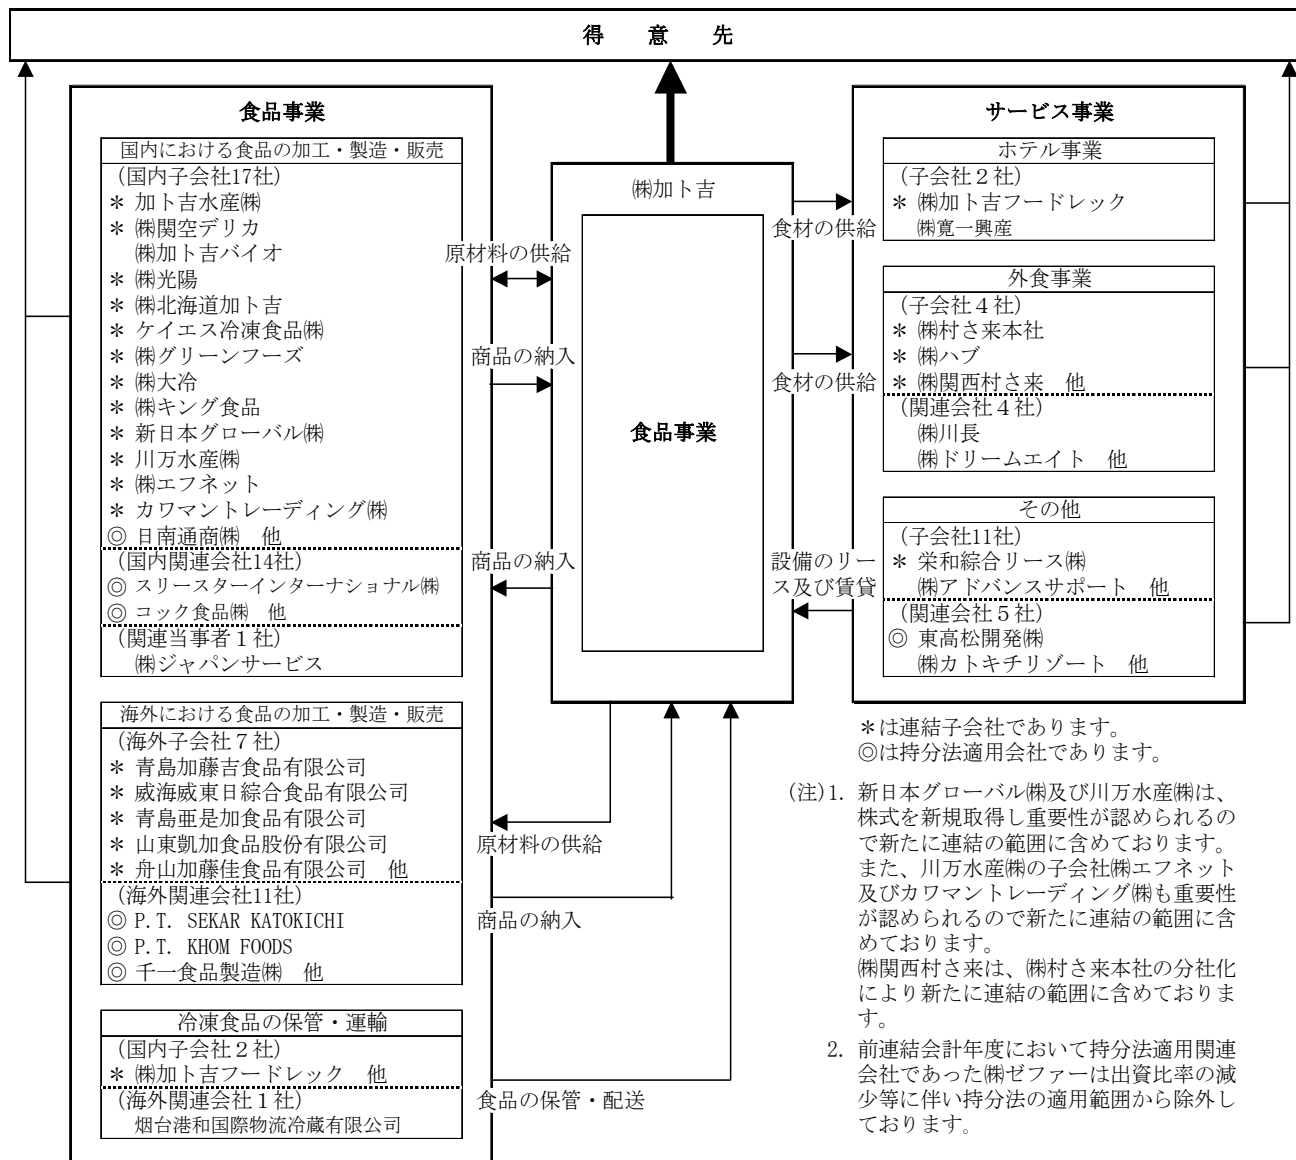 得 意 先
食品事業
国内における食品の加工・製造・販売
(国内子会社17社)
＊ 加ト吉水産㈱
＊ ㈱関空デリカ
㈱加ト吉バイオ
＊ ㈱光陽
＊ ㈱北海道加ト吉
＊ ケイエス冷凍食品㈱
＊ ㈱グリーンフーズ
＊ ㈱大冷
＊ ㈱キング食品
＊ 新日本グローバル㈱
＊ 川万水産㈱
＊ ㈱エフネット
＊ カワマントレーディング㈱
◎ 日南通商㈱　他
(国内関連会社14社)
◎ スリースターインターナショナル㈱
◎ コック食品㈱　他
(関連当事者１社)
㈱ジャパンサービス
海外における食品の加工・製造・販売
(海外子会社７社)
＊ 青島加藤吉食品有限公司
＊ 威海威東日綜合食品有限公司
＊ 青島亜是加食品有限公司
＊ 山東凱加食品股份有限公司
＊ 舟山加藤佳食品有限公司　他
(海外関連会社11社)
◎ P.T. SEKAR KATOKICHI
◎ P.T. KHOM FOODS
◎ 千一食品製造㈱　他
冷凍食品の保管・運輸
(国内子会社２社)
＊ ㈱加ト吉フードレック　他
(海外関連会社１社)
烟台港和国際物流冷蔵有限公司
原材料の供給
商品の納入
商品の納入
原材料の供給
商品の納入
食品の保管・配送
㈱加ト吉
食品事業
食材の供給
食材の供給
設備のリー
ス及び賃貸
サービス事業
ホテル事業
(子会社２社)
＊ ㈱加ト吉フードレック
㈱寛一興産
外食事業
(子会社４社)
＊ ㈱村さ来本社
＊ ㈱ハブ
＊ ㈱関西村さ来　他
(関連会社４社)
㈱川長
㈱ドリームエイト　他
その他
(子会社11社)
＊ 栄和綜合リース㈱
㈱アドバンスサポート　他
(関連会社５社)
◎ 東高松開発㈱
㈱カトキチリゾート　他
＊は連結子会社であります。
◎は持分法適用会社であります。
(注)1. 新日本グローバル㈱及び川万水産㈱は、
株式を新規取得し重要性が認められるの
で新たに連結の範囲に含めております。
また、川万水産㈱の子会社㈱エフネット
及びカワマントレーディング㈱も重要性
が認められるので新たに連結の範囲に含
めております。
㈱関西村さ来は、㈱村さ来本社の分社化
により新たに連結の範囲に含めておりま
す。
2. 前連結会計年度において持分法適用関連
会社であった㈱ゼファーは出資比率の減
少等に伴い持分法の適用範囲から除外し
ております。